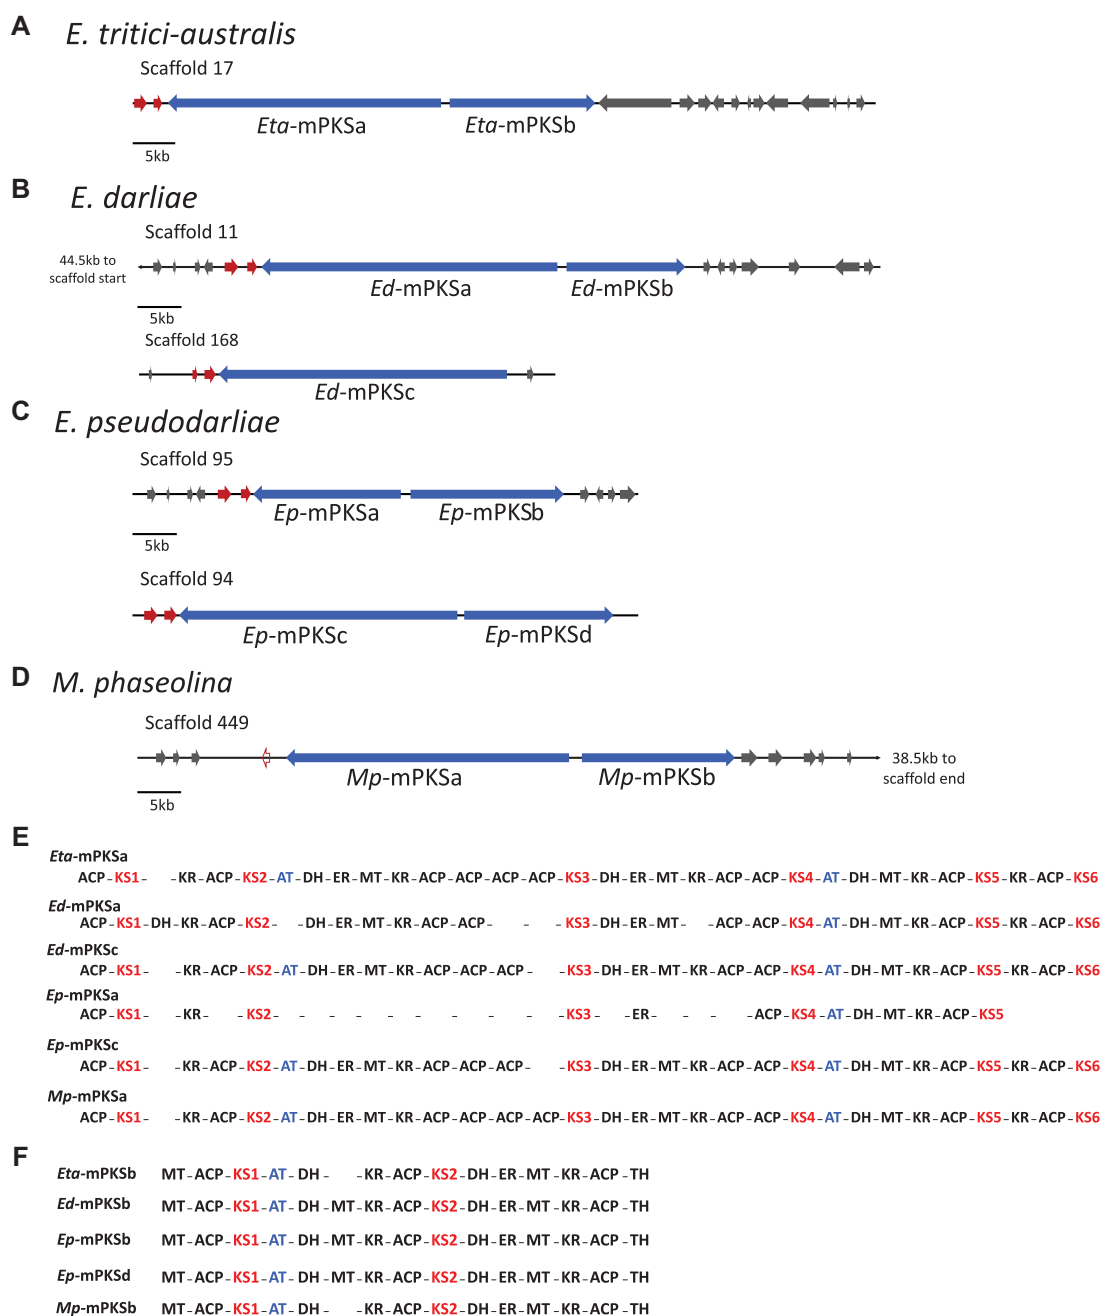 A
E. tritici-australis
Scaffold 17
Eta-mPKSa
Eta-mPKSb
5kb
B
E. darliae
Scaffold 11
44.5kb to
scaffold start
Ed-mPKSa
Ed-mPKSb
5kb
Scaffold 168
Ed-mPKSc
C
E. pseudodarliae
Scaffold 95
Ep-mPKSa
Ep-mPKSb
5kb
Scaffold 94
Ep-mPKSc
Ep-mPKSd
D
M. phaseolina
Scaffold 449
38.5kb to
scaffold end
Mp-mPKSa
Mp-mPKSb
5kb
E
Eta-mPKSa
ACP-KS1- -KR-ACP-KS2-AT-DH-ER-MT-KR-ACP-ACP-ACP-ACP-KS3-DH-ER-MT-KR-ACP-ACP-KS4-AT-DH-MT-KR-ACP-KS5-KR-ACP-KS6
Ed-mPKSa
ACP-KS1-DH-KR-ACP-KS2- -DH-ER-MT-KR-ACP-ACP- - -KS3-DH-ER-MT- -ACP-ACP-KS4-AT-DH-MT-KR-ACP-KS5-KR-ACP-KS6
Ed-mPKSc
ACP-KS1- -KR-ACP-KS2-AT-DH-ER-MT-KR-ACP-ACP-ACP- -KS3-DH-ER-MT-KR-ACP-ACP-KS4-AT-DH-MT-KR-ACP-KS5-KR-ACP-KS6
Ep-mPKSa
ACP-KS1- -KR- -KS2- - - - - - - - -KS3- -ER- - - -ACP-KS4-AT-DH-MT-KR-ACP-KS5
Ep-mPKSc
ACP-KS1- -KR-ACP-KS2-AT-DH-ER-MT-KR-ACP-ACP-ACP- -KS3-DH-ER-MT-KR-ACP-ACP-KS4-AT-DH-MT-KR-ACP-KS5-KR-ACP-KS6
Mp-mPKSa
ACP-KS1- -KR-ACP-KS2-AT-DH-ER-MT-KR-ACP-ACP-ACP-ACP-KS3-DH-ER-MT-KR-ACP-ACP-KS4-AT-DH-MT-KR-ACP-KS5-KR-ACP-KS6
F
Eta-mPKSb MT-ACP-KS1-AT-DH- -KR-ACP-KS2-DH-ER-MT-KR-ACP-TH
Ed-mPKSb MT-ACP-KS1-AT-DH-MT-KR-ACP-KS2-DH-ER-MT-KR-ACP-TH
Ep-mPKSb MT-ACP-KS1-AT-DH-MT-KR-ACP-KS2-DH-ER-MT-KR-ACP-TH
Ep-mPKSd MT-ACP-KS1-AT-DH-MT-KR-ACP-KS2-DH-ER-MT-KR-ACP-TH
Mp-mPKSb MT-ACP-KS1-AT-DH- -KR-ACP-KS2-DH-ER-MT-KR-ACP-TH